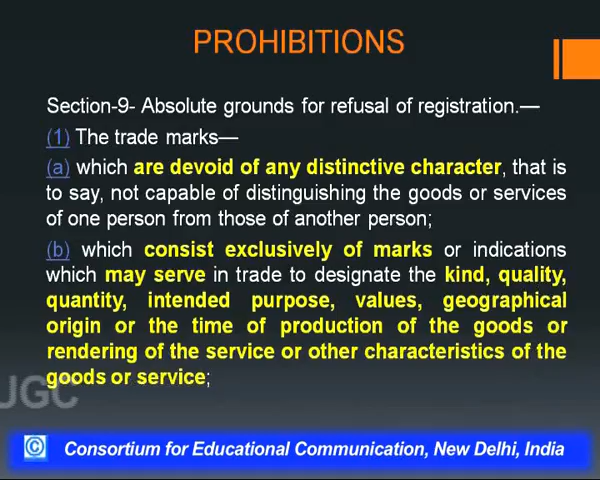 PROHIBITIONS
Section-9- Absolute grounds for refusal of registration.—
(1) The trade marks—
(a) which are devoid of any distinctive character, that is
to say, not capable of distinguishing the goods or services
of one person from those of another person;
(b) which consist exclusively of marks or indications
which may serve in trade to designate the kind, quality,
quantity, intended purpose, values, geographical
origin or the time of production of the goods or
rendering of the service or other characteristics of the
goods or service;
UGC
© Consortium for Educational Communication, New Delhi, India